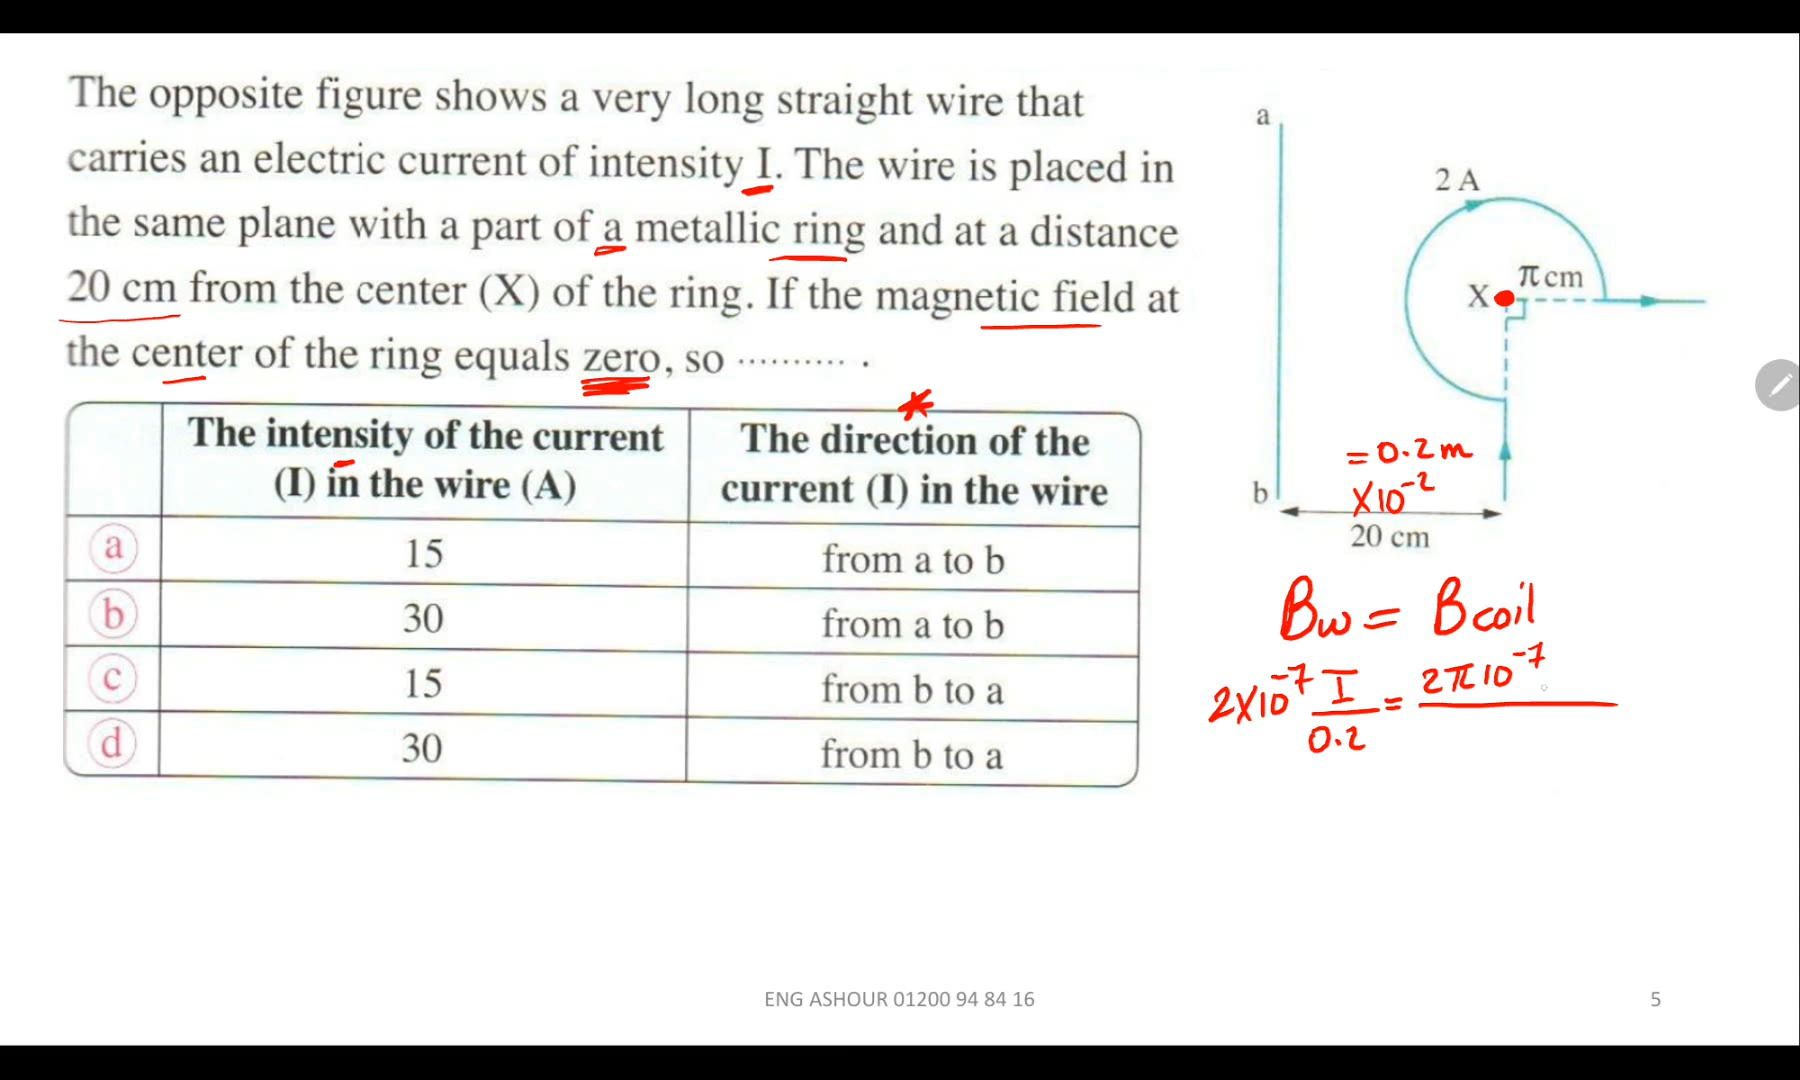 The opposite figure shows a very long straight wire that
carries an electric current of intensity I. The wire is placed in
the same plane with a part of a metallic ring and at a distance
20 cm from the center (X) of the ring. If the magnetic field at
the center of the ring equals zero, so .......... .
The intensity of the current (I) in the wire (A)
The direction of the current (I) in the wire
a 15 from a to b
b 30 from a to b
c 15 from b to a
d 30 from b to a
a
2 A
X π cm
b
= 0.2 m
×10⁻²
20 cm
Bw = Bcoil
2×10⁻⁷ I/0.2 = 2π10⁻⁷
ENG ASHOUR 01200 94 84 16
5